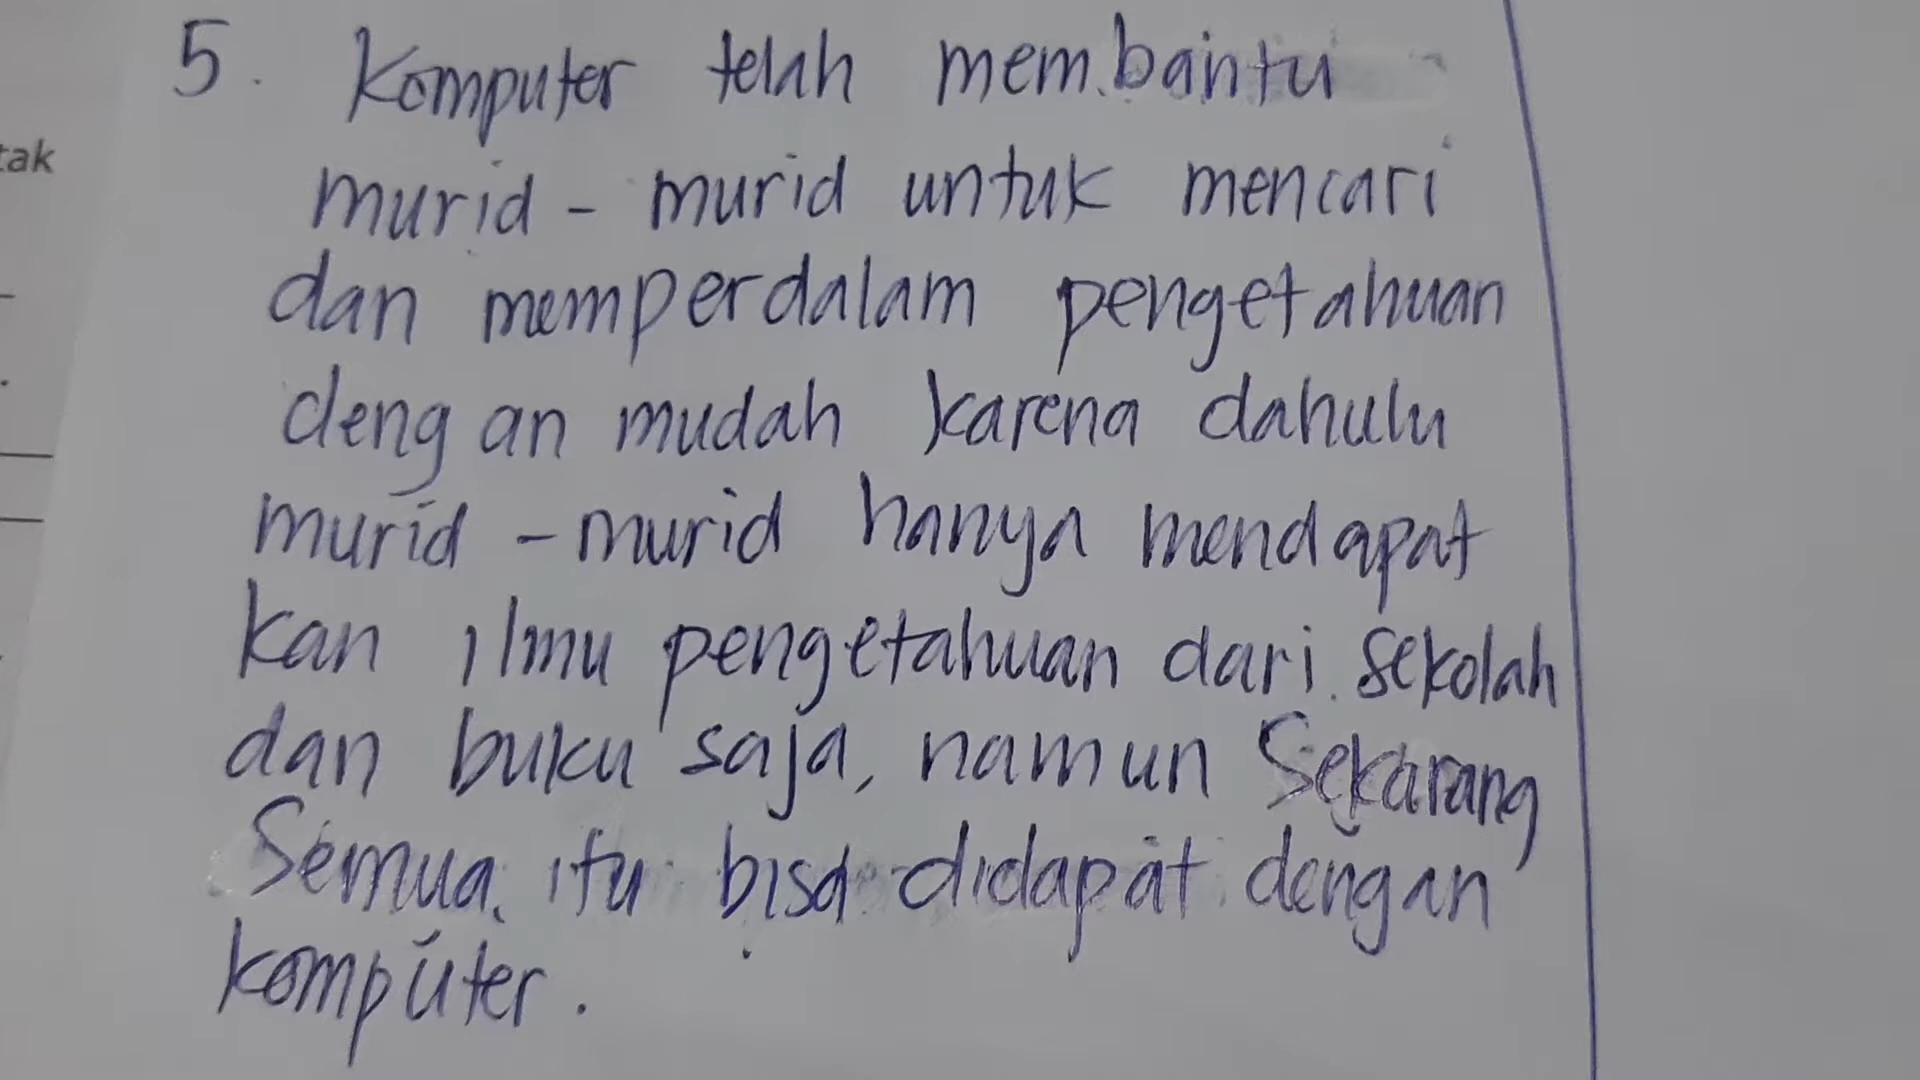 5. Komputer telah membantu
tak
murid - murid untuk mencari
dan memperdalam pengetahuan
dengan mudah karena dahulu
murid - murid hanya mendapat
kan ilmu pengetahuan dari sekolah
dan buku saja, namun Sekarang
Semua itu bisa didapat dengan
komputer.